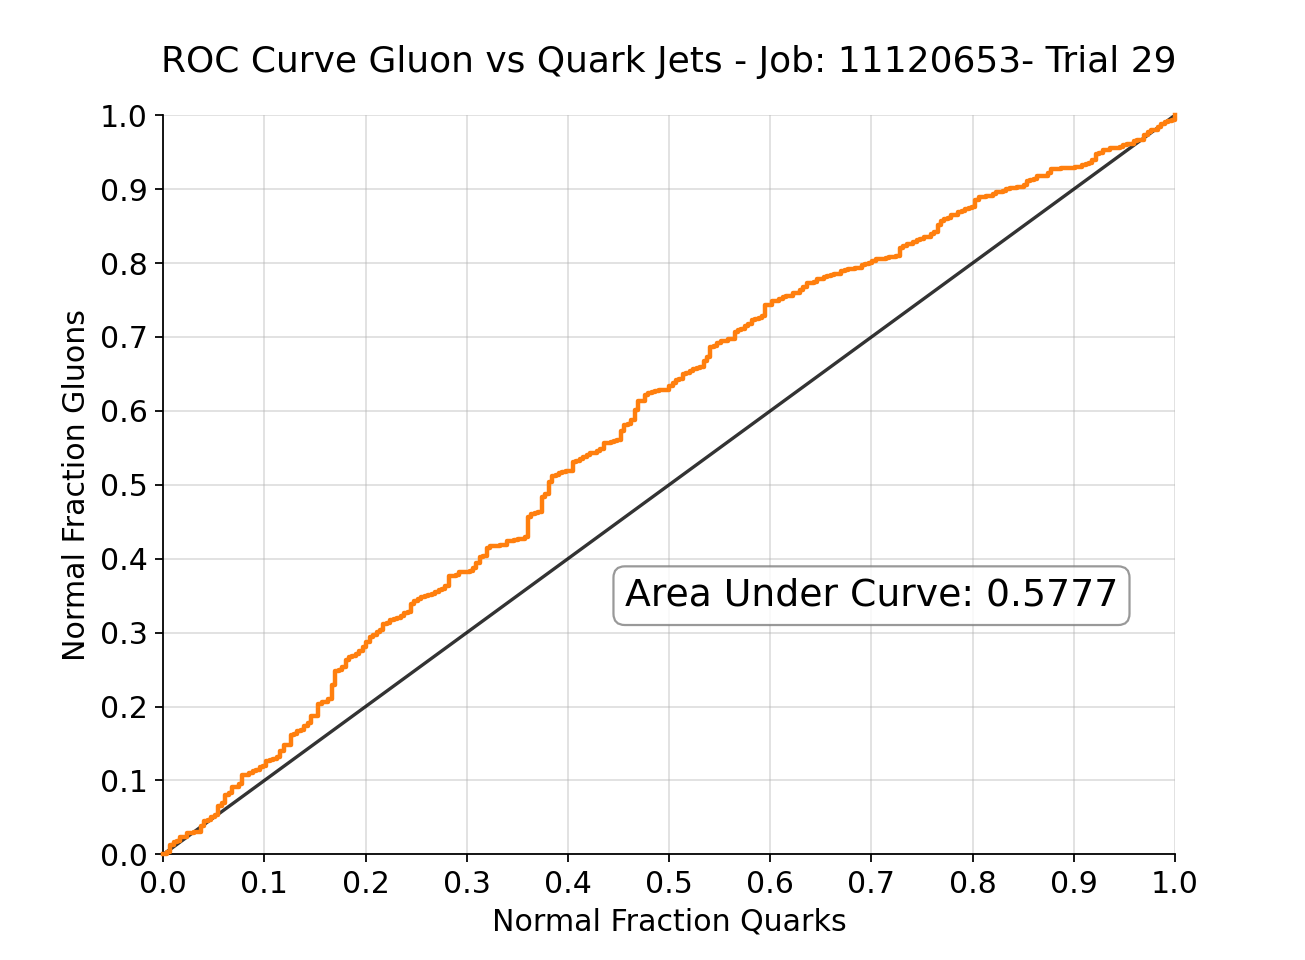 ROC Curve Gluon vs Quark Jets - Job: 11120653- Trial 29
1.0
0.9
0.8
0.7
0.6
0.5
0.4
0.3
0.2
0.1
0.0
Normal Fraction Gluons
Area Under Curve: 0.5777
0.0 0.1 0.2 0.3 0.4 0.5 0.6 0.7 0.8 0.9 1.0
Normal Fraction Quarks